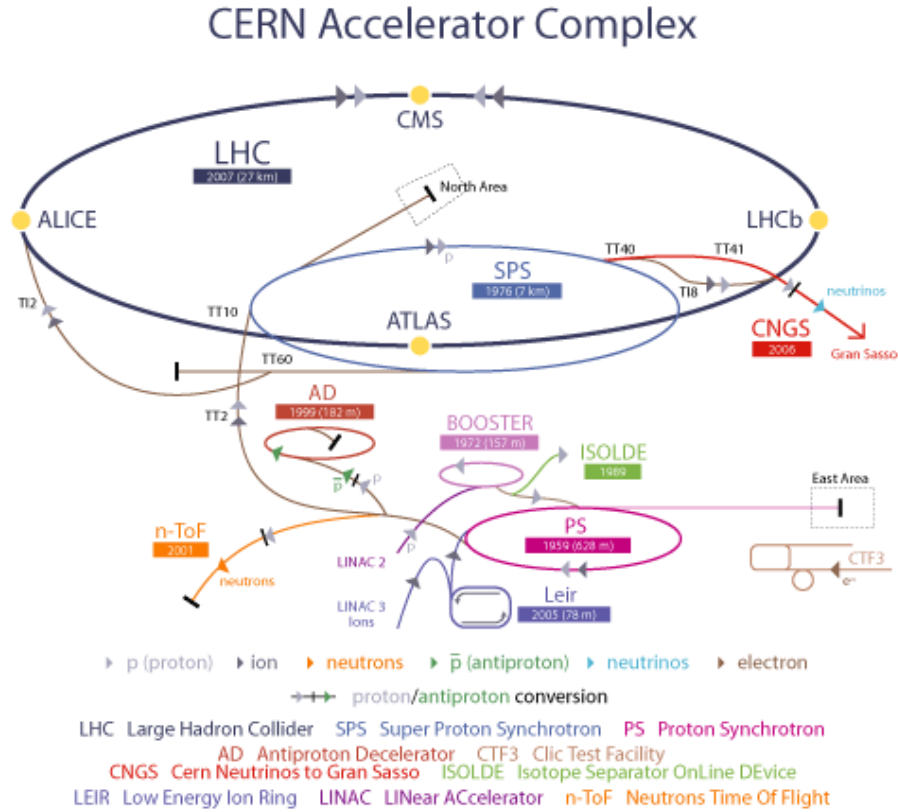 CERN Accelerator Complex
CMS
LHC
2007 (27 km)
North Area
ALICE
LHCb
TT40
TT41
p
SPS
1976 (7 km)
TI2
TI8
neutrinos
TT10
ATLAS
CNGS
2006
Gran Sasso
TT60
AD
1999 (182 m)
TT2
BOOSTER
1972 (157 m)
ISOLDE
1989
p̅
p
East Area
n-ToF
2001
p
PS
1959 (628 m)
LINAC 2
neutrons
CTF3
e⁻
LINAC 3
Ions
Leir
2005 (78 m)
p (proton) ion neutrons p̅ (antiproton) neutrinos electron
proton/antiproton conversion
LHC Large Hadron Collider SPS Super Proton Synchrotron PS Proton Synchrotron
AD Antiproton Decelerator CTF3 Clic Test Facility
CNGS Cern Neutrinos to Gran Sasso ISOLDE Isotope Separator OnLine DEvice
LEIR Low Energy Ion Ring LINAC LINear ACcelerator n-ToF Neutrons Time Of Flight